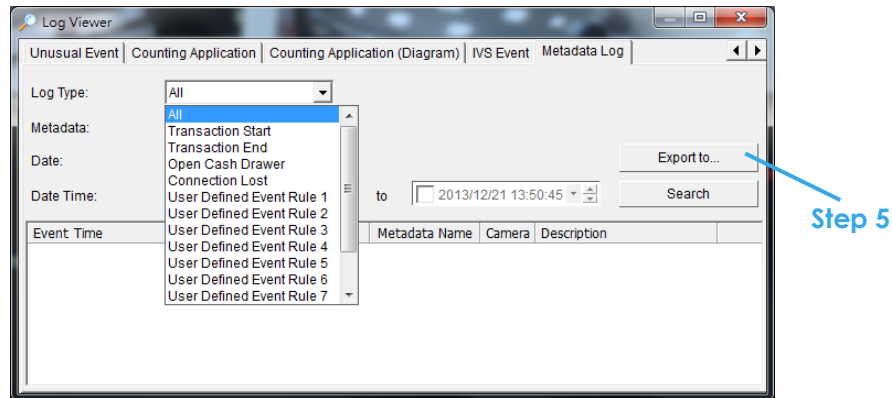 Log Viewer
Unusual Event Counting Application Counting Application (Diagram) IVS Event Metadata Log
Log Type: All
All
Metadata:
Transaction Start
Transaction End
Date:
Open Cash Drawer
Export to...
Connection Lost
Date Time:
User Defined Event Rule 1
to 2013/12/21 13:50:45
Search
Step 5
User Defined Event Rule 2
Event Time
User Defined Event Rule 3
Metadata Name Camera Description
User Defined Event Rule 4
User Defined Event Rule 5
User Defined Event Rule 6
User Defined Event Rule 7